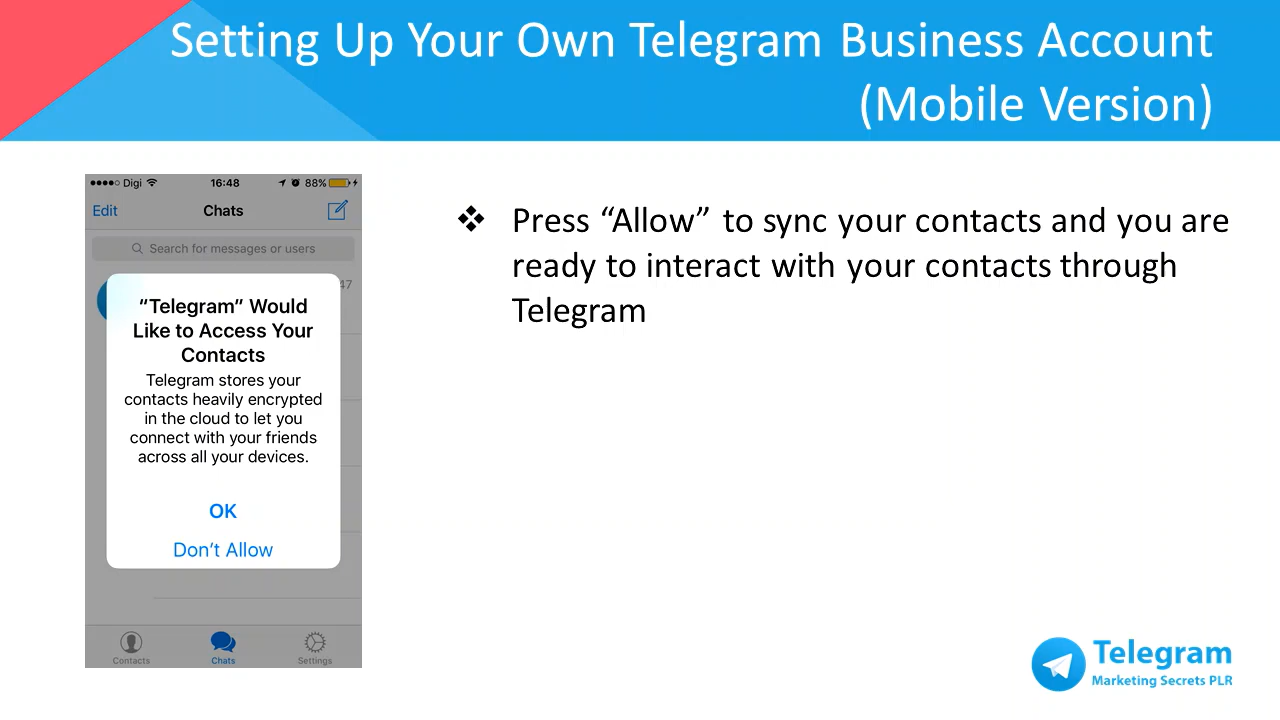 Setting Up Your Own Telegram Business Account
(Mobile Version)
Digi 16:48 88%
Edit Chats
Search for messages or users
47
“Telegram” Would
Like to Access Your
Contacts
Telegram stores your
contacts heavily encrypted
in the cloud to let you
connect with your friends
across all your devices.
OK
Don’t Allow
Contacts Chats Settings
❖ Press “Allow” to sync your contacts and you are
ready to interact with your contacts through
Telegram
Telegram
Marketing Secrets PLR